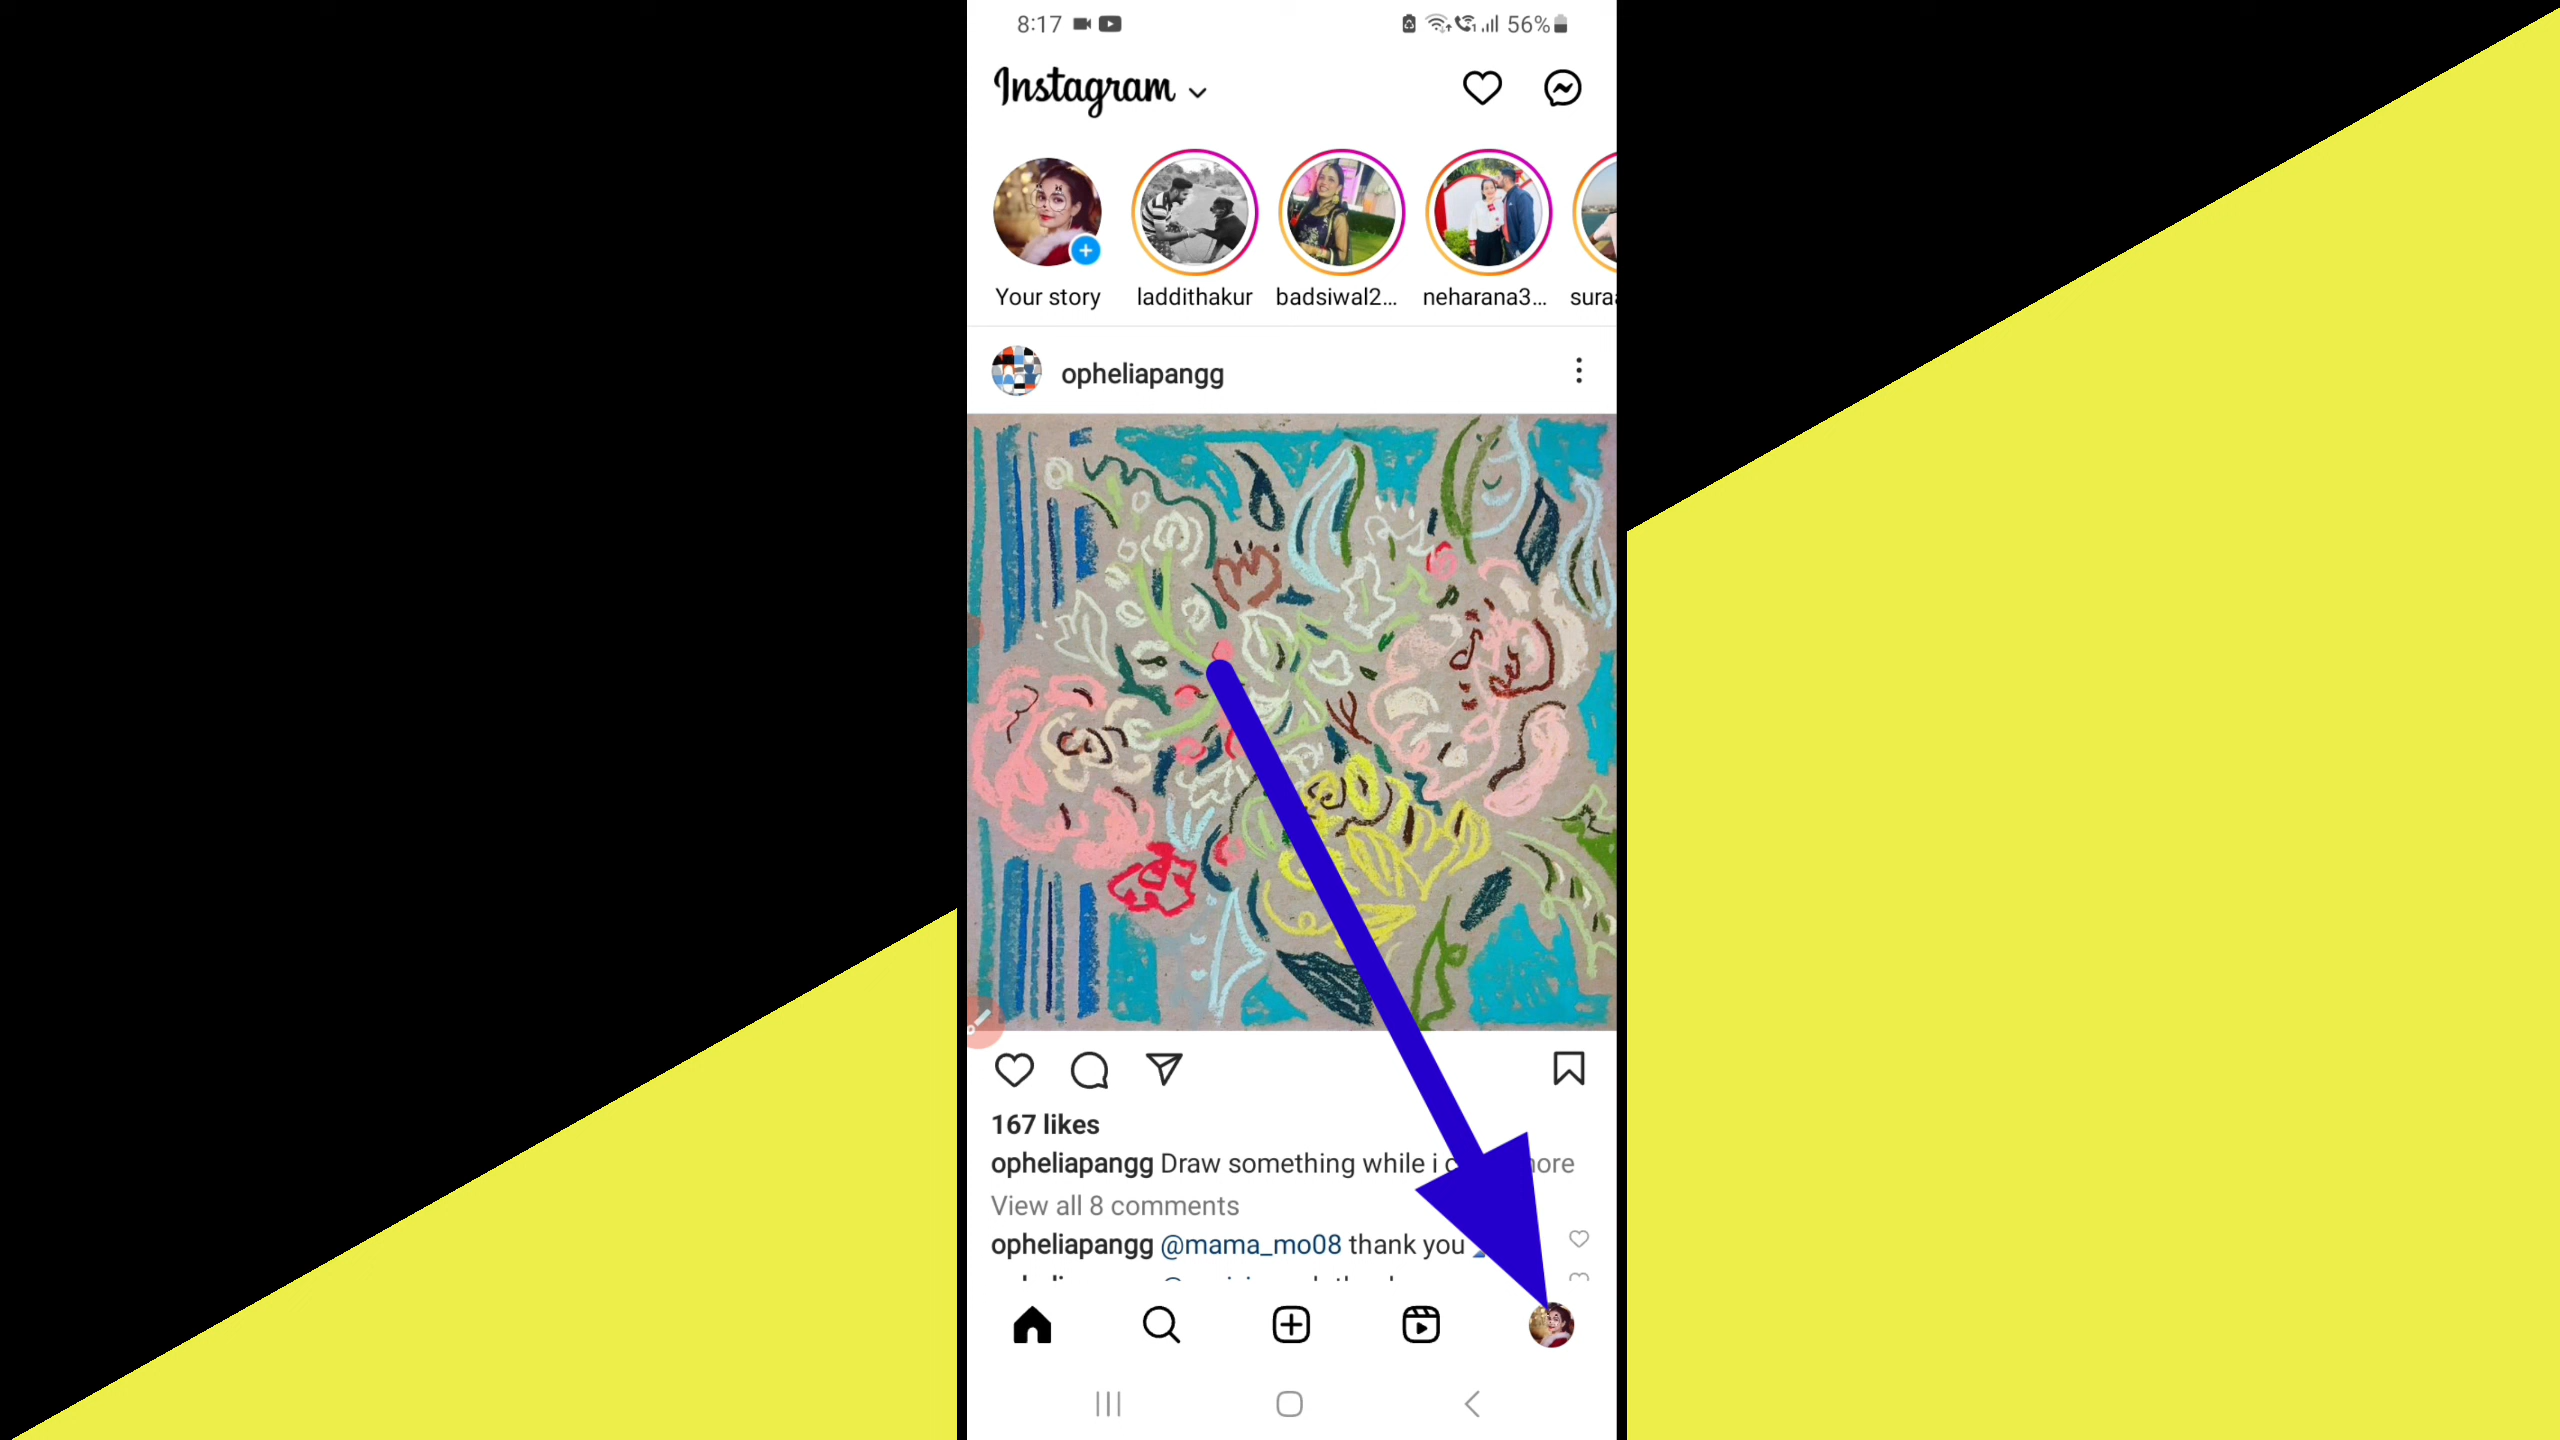 8:17
56%
Instagram
Your story
laddithakur
badsiwal2...
neharana3...
opheliapangg
167 likes
opheliapangg Draw something while i
View all 8 comments
opheliapangg @mama_mo08 thank you